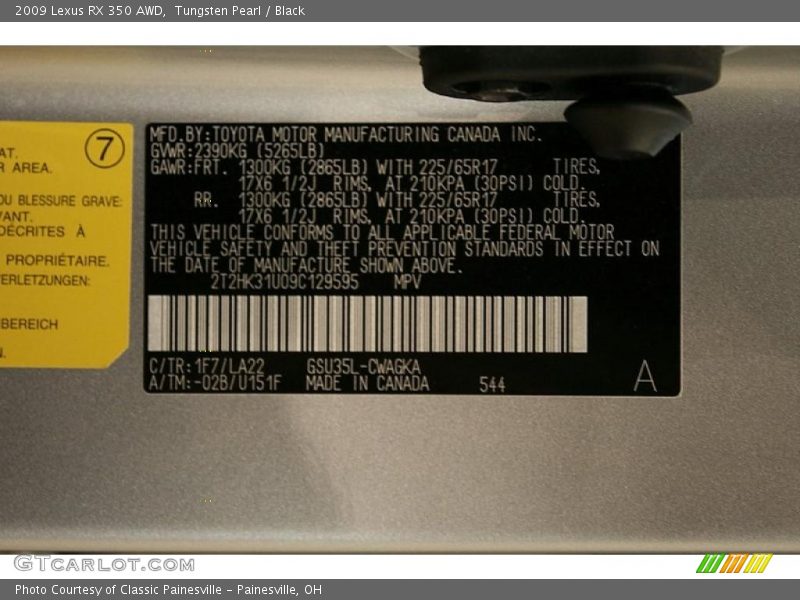 2009 Lexus RX 350 AWD, Tungsten Pearl / Black
7
AT.
R AREA.
OU BLESSURE GRAVE:
VANT.
DÉCRITES À
PROPRIÉTAIRE.
ERLETZUNGEN:
BEREICH
N.
MFD.BY:TOYOTA MOTOR MANUFACTURING CANADA INC.
GVWR:2390KG (5265LB)
GAWR:FRT. 1300KG (2865LB) WITH 225/65R17 TIRES,
17X6 1/2J RIMS, AT 210KPA (30PSI) COLD.
RR. 1300KG (2865LB) WITH 225/65R17 TIRES,
17X6 1/2J RIMS, AT 210KPA (30PSI) COLD.
THIS VEHICLE CONFORMS TO ALL APPLICABLE FEDERAL MOTOR
VEHICLE SAFETY AND THEFT PREVENTION STANDARDS IN EFFECT ON
THE DATE OF MANUFACTURE SHOWN ABOVE.
2T2HK31U09C129595 MPV
C/TR:1F7/LA22 GSU35L-CWAGKA
A/TM:-02B/U151F MADE IN CANADA 544
A
GTCARLOT.COM
Photo Courtesy of Classic Painesville - Painesville, OH